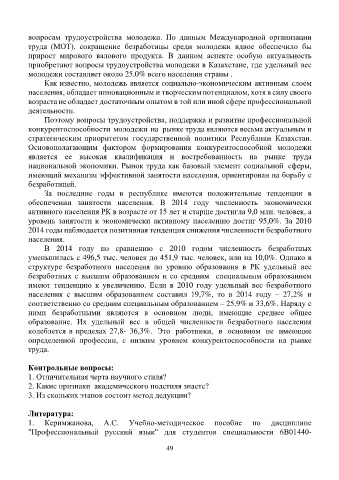 вопросам трудоустройства молодежи. По данным Международной организации
труда (МОТ), сокращение безработицы среди молодежи вдвое обеспечило бы
прирост мирового валового продукта. В данном аспекте особую актуальность
приобретают вопросы трудоустройства молодежи в Казахстане, где удельный вес
молодежи составляет около 25,0% всего населения страны .
Как известно, молодежь является социально-экономическим активным слоем
населения, обладает инновационным и творческим потенциалом, хотя в силу своего
возраста не обладает достаточным опытом в той или иной сфере профессиональной
деятельности.
Поэтому вопросы трудоустройства, поддержка и развитие профессиональной
конкурентоспособности молодежи на рынке труда являются весьма актуальным и
стратегическим приоритетом государственной политики Республики Казахстан.
Основополагающим фактором формирования конкурентоспособной молодежи
является ее высокая квалификация и востребованность на рынке труда
национальной экономики. Рынок труда как базовый элемент социальной сферы,
имеющий механизм эффективной занятости населения, ориентирован на борьбу с
безработицей.
За последние годы в республике имеются положительные тенденции в
обеспечении занятости населения. В 2014 году численность экономически
активного населения РК в возрасте от 15 лет и старше достигла 9,0 млн. человек, а
уровень занятости к экономически активному населению достиг 95,0%. За 2010
2014 годы наблюдается позитивная тенденция снижения численности безработного
населения.
В 2014 году по сравнению с 2010 годом численность безработных
уменьшилась с 496,5 тыс, человек до 451,9 тыс. человек, или на 10,0%. Однако в
структуре безработного населения по уровню образования в РК удельный вес
безработных с высшим образованием и со средним специальным образованием
имеют тенденцию к увеличению. Если в 2010 году удельный вес безработного
населения с высшим образованием составил 19,7%, то в 2014 году – 27,2% и
соответственно со средним специальным образованием – 25,9% и 33,6%. Наряду с
ними безработными являются в основном люди, имеющие среднее общее
образование. Их удельный вес в общей численности безработного населения
колеблется в пределах 27,8- 36,3%. Это работники, в основном не имеющие
определенной профессии, с низким уровнем конкурентоспособности на рынке
труда.
Контрольные вопросы:
1. Отличительная черта научного стиля?
2. Какие признаки академического подстиля знаете?
3. Из скольких этапов состоит метод дедукции?
Литература:
1. Керимжанова, А.С. Учебно-методическое пособие по дисциплине
"Профессиональный русский язык" для студентов специальности 6В01440-
49